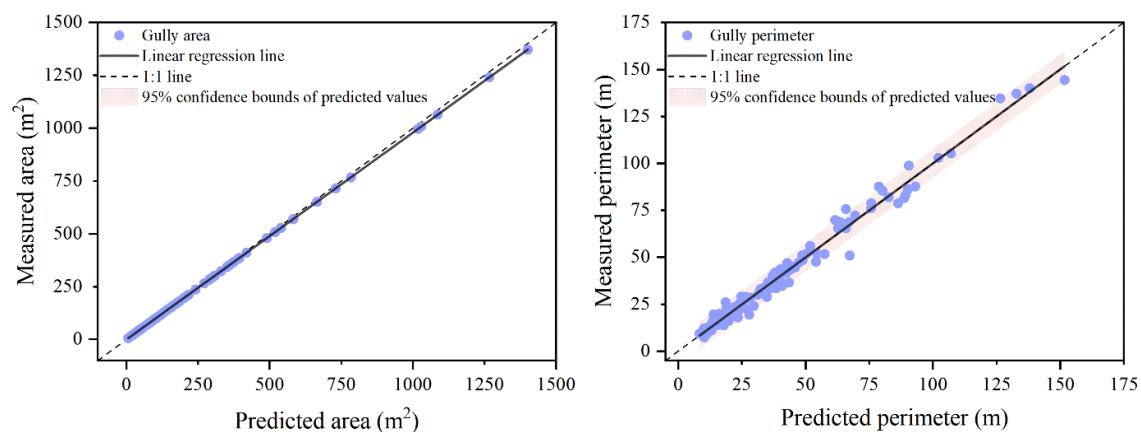 1500
1250
1000
750
500
250
0
Measured area (m²)
Gully area
Linear regression line
1:1 line
95% confidence bounds of predicted values
0 250 500 750 1000 1250 1500
Predicted area (m²)
175
150
125
100
75
50
25
0
Measured perimeter (m)
Gully perimeter
Linear regression line
1:1 line
95% confidence bounds of predicted values
0 25 50 75 100 125 150 175
Predicted perimeter (m)